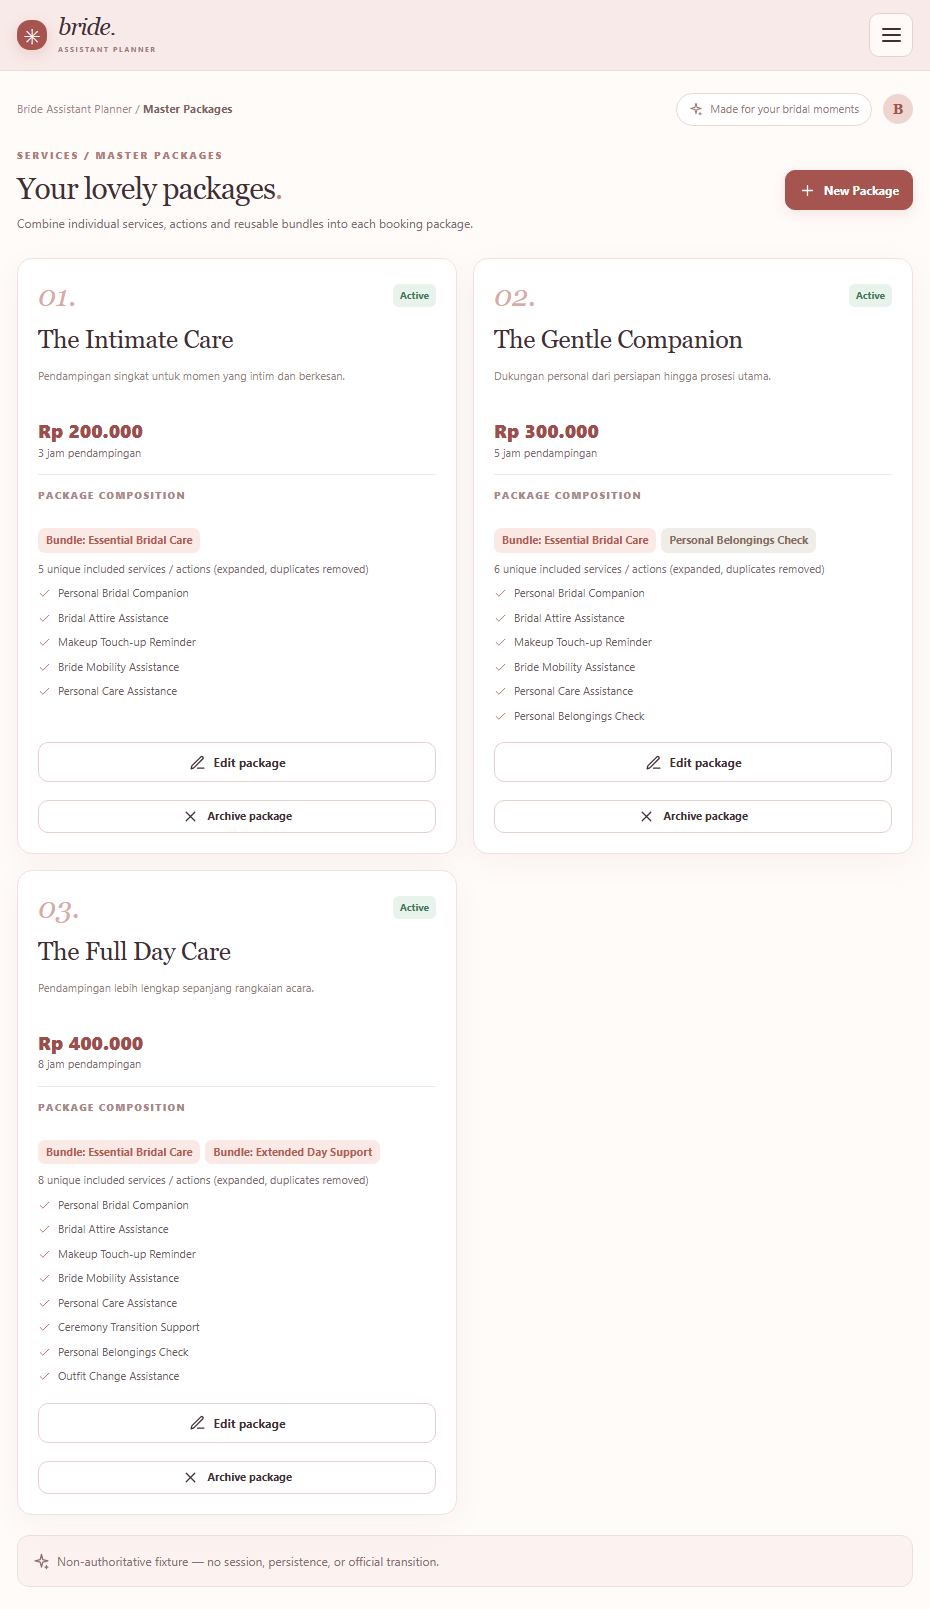 bride.
ASSISTANT PLANNER
Bride Assistant Planner / Master Packages
Made for your bridal moments
B
SERVICES / MASTER PACKAGES
Your lovely packages.
New Package
Combine individual services, actions and reusable bundles into each booking package.
01.
Active
The Intimate Care
Pendampingan singkat untuk momen yang intim dan berkesan.
Rp 200.000
3 jam pendampingan
PACKAGE COMPOSITION
Bundle: Essential Bridal Care
5 unique included services / actions (expanded, duplicates removed)
Personal Bridal Companion
Bridal Attire Assistance
Makeup Touch-up Reminder
Bride Mobility Assistance
Personal Care Assistance
Edit package
Archive package
02.
Active
The Gentle Companion
Dukungan personal dari persiapan hingga prosesi utama.
Rp 300.000
5 jam pendampingan
PACKAGE COMPOSITION
Bundle: Essential Bridal Care
Personal Belongings Check
6 unique included services / actions (expanded, duplicates removed)
Personal Bridal Companion
Bridal Attire Assistance
Makeup Touch-up Reminder
Bride Mobility Assistance
Personal Care Assistance
Personal Belongings Check
Edit package
Archive package
03.
Active
The Full Day Care
Pendampingan lebih lengkap sepanjang rangkaian acara.
Rp 400.000
8 jam pendampingan
PACKAGE COMPOSITION
Bundle: Essential Bridal Care
Bundle: Extended Day Support
8 unique included services / actions (expanded, duplicates removed)
Personal Bridal Companion
Bridal Attire Assistance
Makeup Touch-up Reminder
Bride Mobility Assistance
Personal Care Assistance
Ceremony Transition Support
Personal Belongings Check
Outfit Change Assistance
Edit package
Archive package
Non-authoritative fixture — no session, persistence, or official transition.